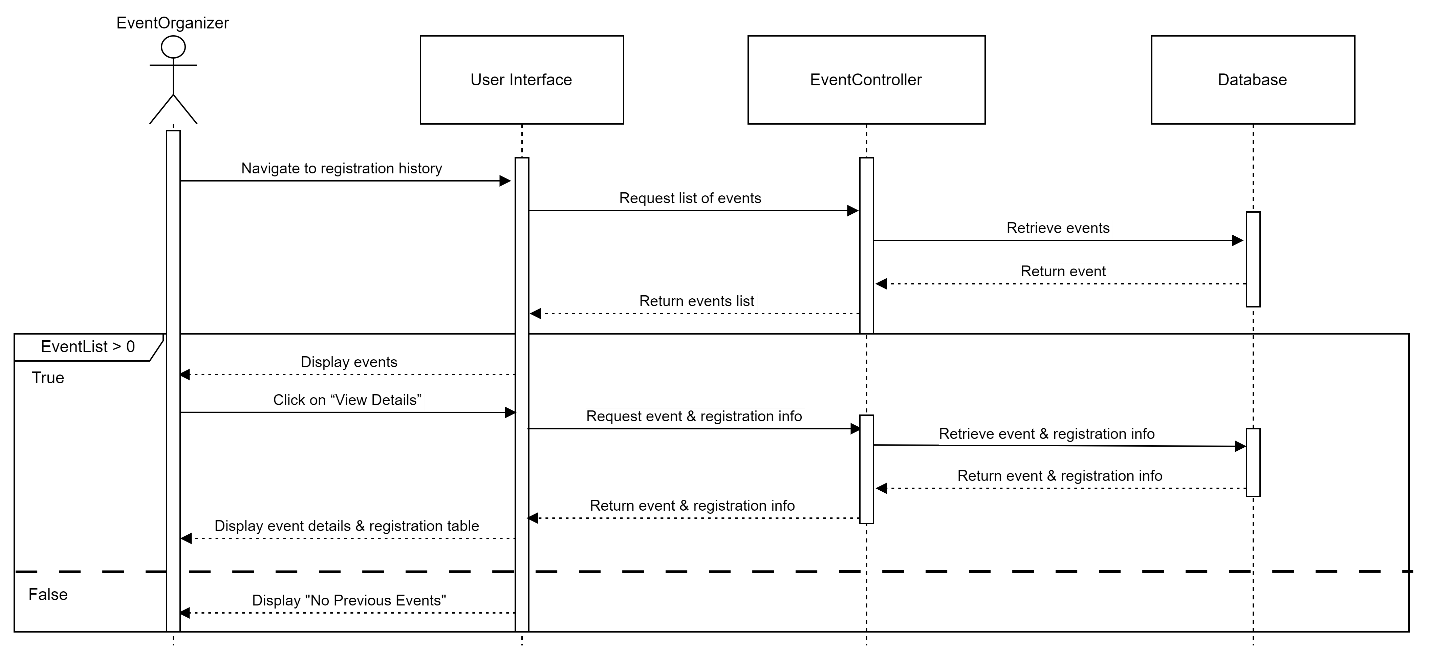 EventOrganizer
User Interface
EventController
Database
Navigate to registration history
Request list of events
Retrieve events
Return event
Return events list
EventList > 0
True
Display events
Click on “View Details”
Request event & registration info
Retrieve event & registration info
Return event & registration info
Return event & registration info
Display event details & registration table
False
Display "No Previous Events"